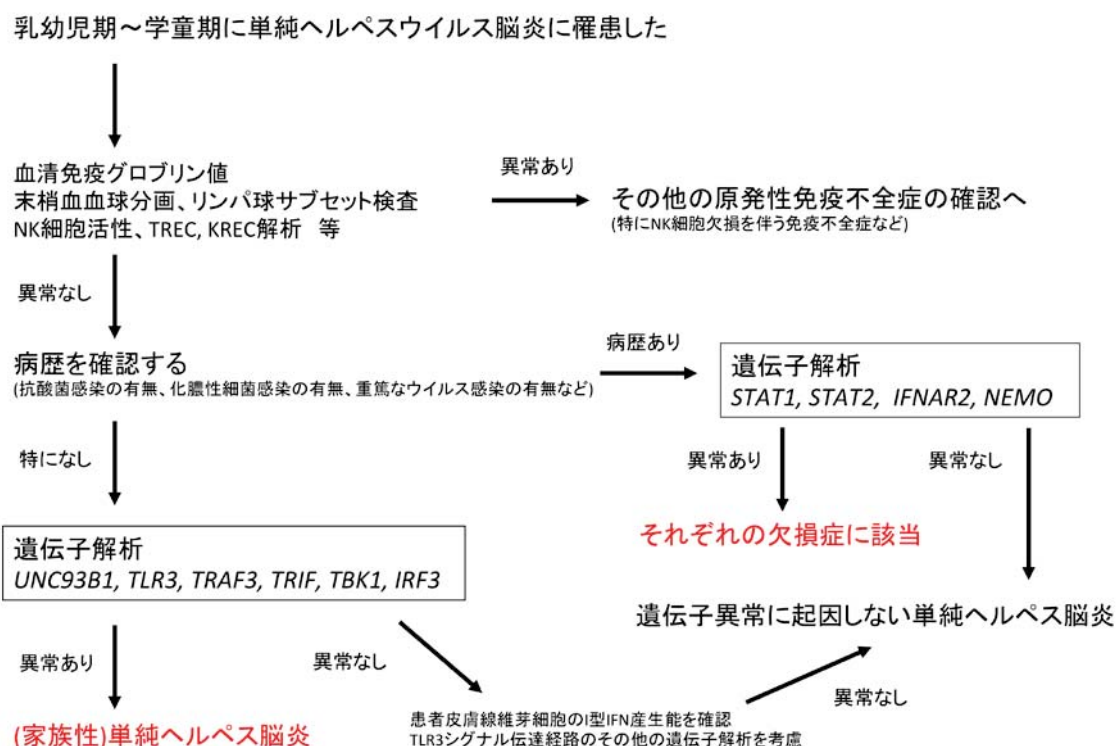 乳幼児期～学童期に単純ヘルペスウイルス脳炎に罹患した
血清免疫グロブリン値
末梢血血球分画、リンパ球サブセット検査
NK細胞活性、TREC, KREC解析 等
異常あり
その他の原発性免疫不全症の確認へ
(特にNK細胞欠損を伴う免疫不全症など)
異常なし
病歴を確認する
(抗酸菌感染の有無、化膿性細菌感染の有無、重篤なウイルス感染の有無など)
病歴あり
遺伝子解析
STAT1, STAT2, IFNAR2, NEMO
特になし
異常あり
異常なし
それぞれの欠損症に該当
遺伝子解析
UNC93B1, TLR3, TRAF3, TRIF, TBK1, IRF3
遺伝子異常に起因しない単純ヘルペス脳炎
異常あり
異常なし
異常なし
(家族性)単純ヘルペス脳炎
患者皮膚線維芽細胞のI型IFN産生能を確認
TLR3シグナル伝達経路のその他の遺伝子解析を考慮